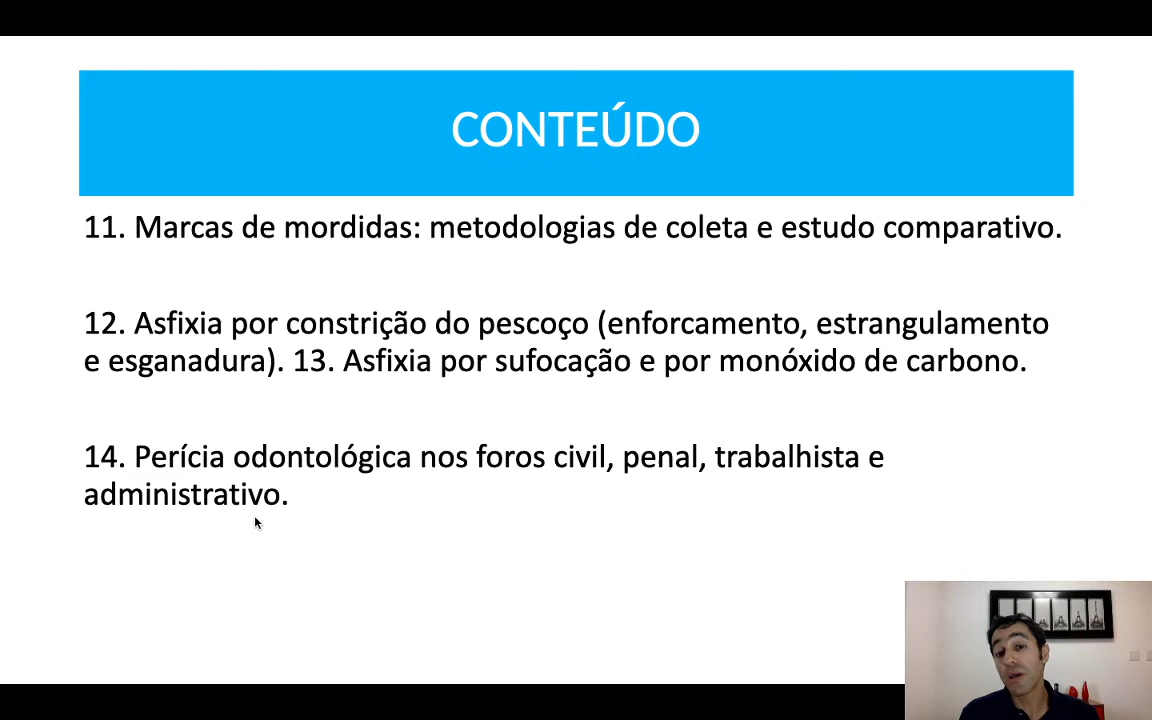 CONTEÚDO
11. Marcas de mordidas: metodologias de coleta e estudo comparativo.
12. Asfixia por constrição do pescoço (enforcamento, estrangulamento
e esganadura). 13. Asfixia por sufocação e por monóxido de carbono.
14. Perícia odontológica nos foros civil, penal, trabalhista e
administrativo.